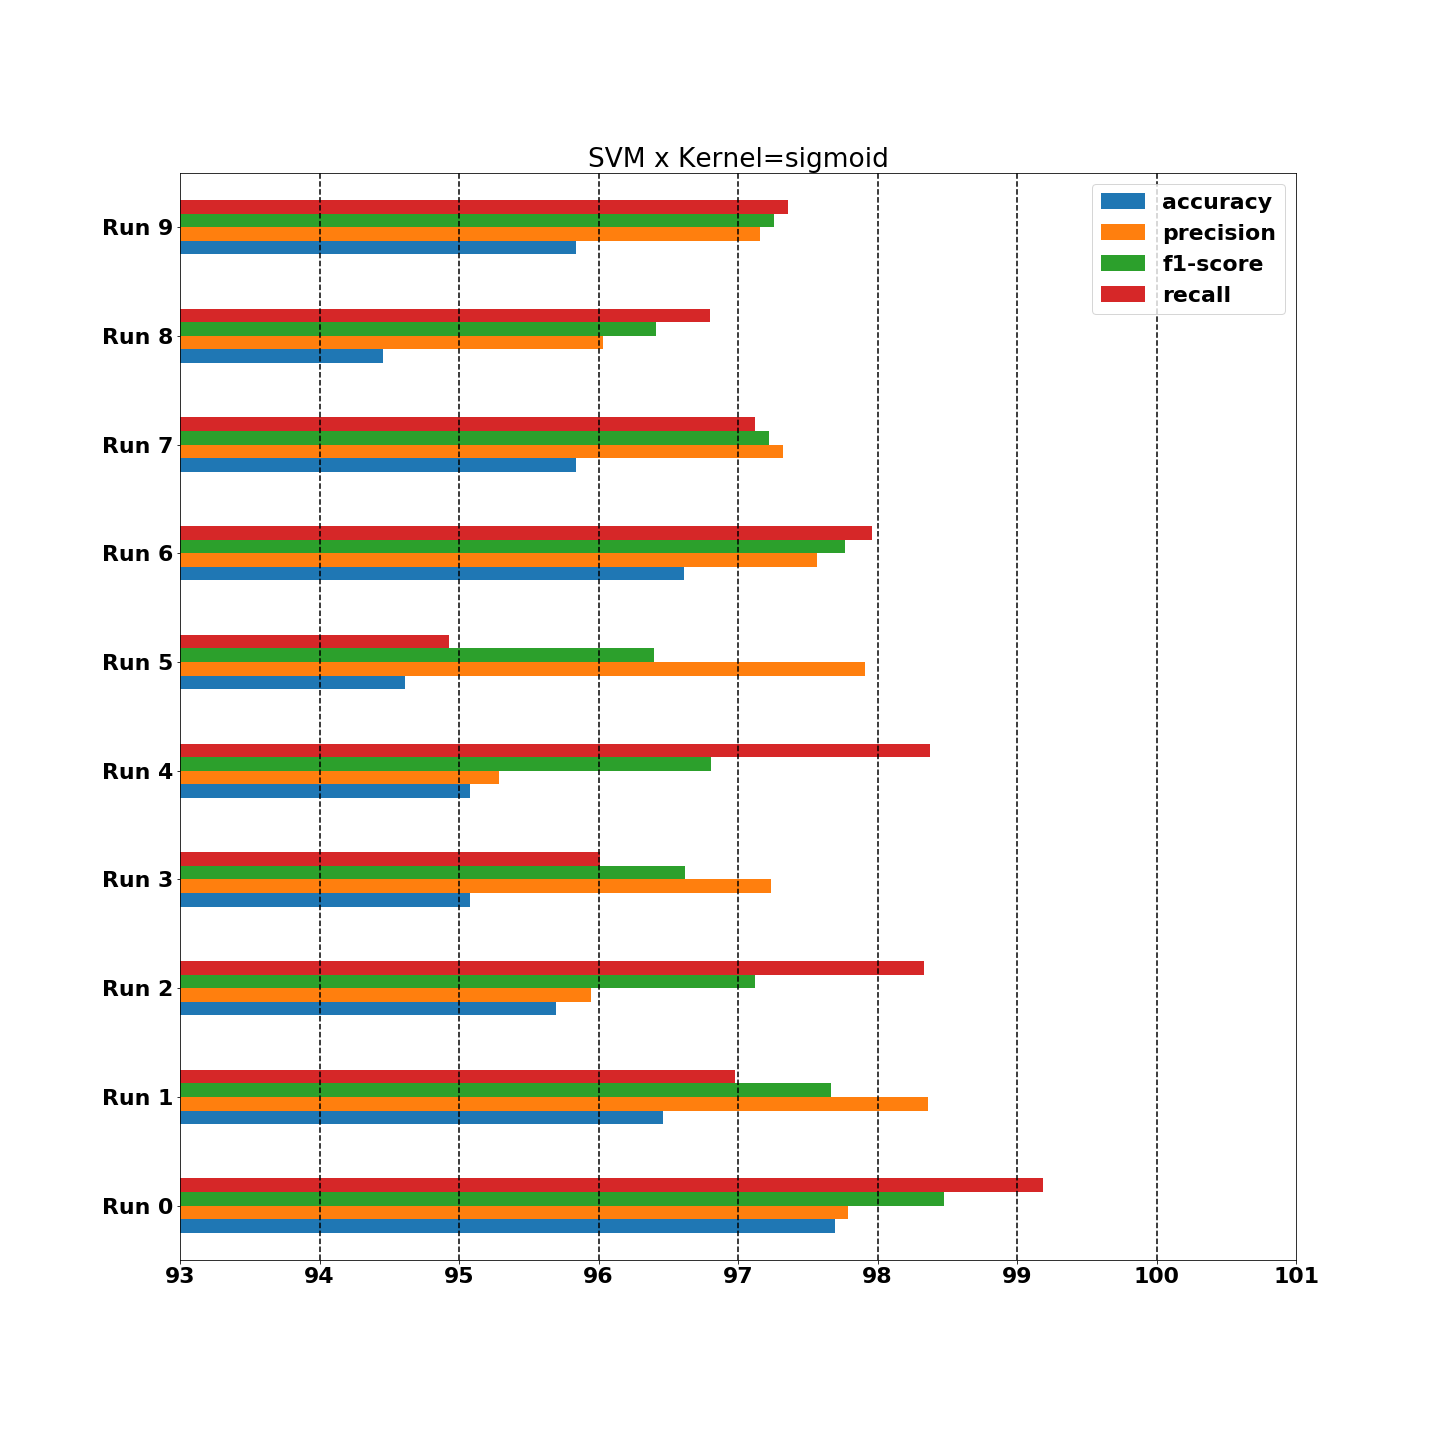 SVM x Kernel=sigmoid
accuracy
precision
f1-score
recall
Run 9
Run 8
Run 7
Run 6
Run 5
Run 4
Run 3
Run 2
Run 1
Run 0
93 94 95 96 97 98 99 100 101